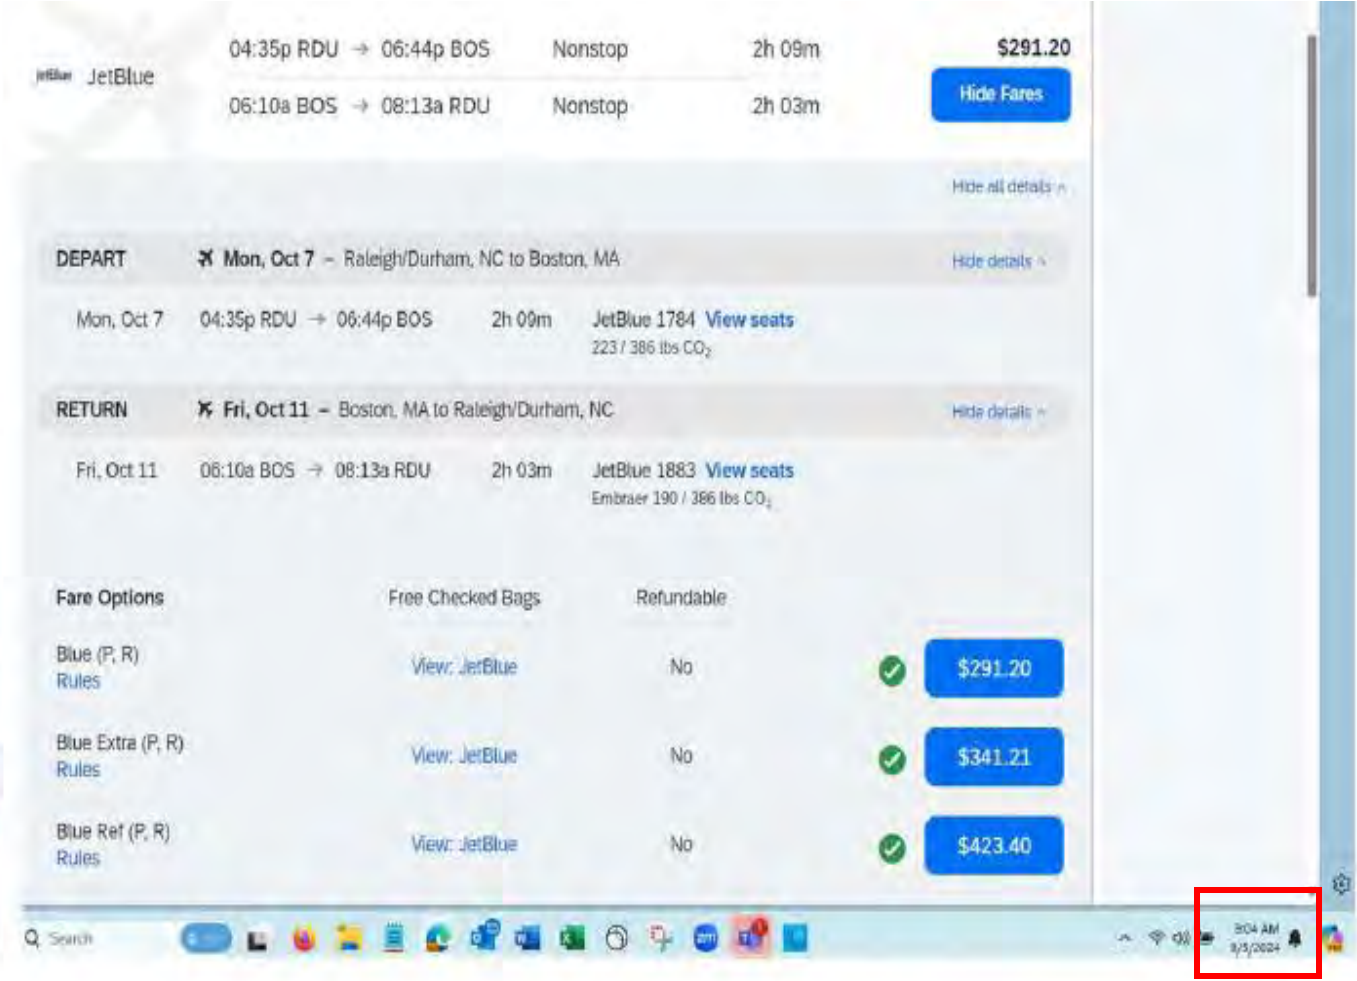 04:35p RDU → 06:44p BOS Nonstop 2h 09m $291.20
jetBlue JetBlue
Hide Fares
06:10a BOS → 08:13a RDU Nonstop 2h 03m
Hide all details ^
DEPART Mon, Oct 7 – Raleigh/Durham, NC to Boston, MA Hide details ^
Mon, Oct 7 04:35p RDU → 06:44p BOS 2h 09m JetBlue 1784 View seats
223 / 386 lbs CO₂
RETURN Fri, Oct 11 – Boston, MA to Raleigh/Durham, NC Hide details ^
Fri, Oct 11 06:10a BOS → 08:13a RDU 2h 03m JetBlue 1883 View seats
Embraer 190 / 386 lbs CO₂
Fare Options Free Checked Bags Refundable
Blue (P, R) View: JetBlue No $291.20
Rules
Blue Extra (P, R) View: JetBlue No $341.21
Rules
Blue Ref (P, R) View: JetBlue No $423.40
Rules
Search
zm
AM